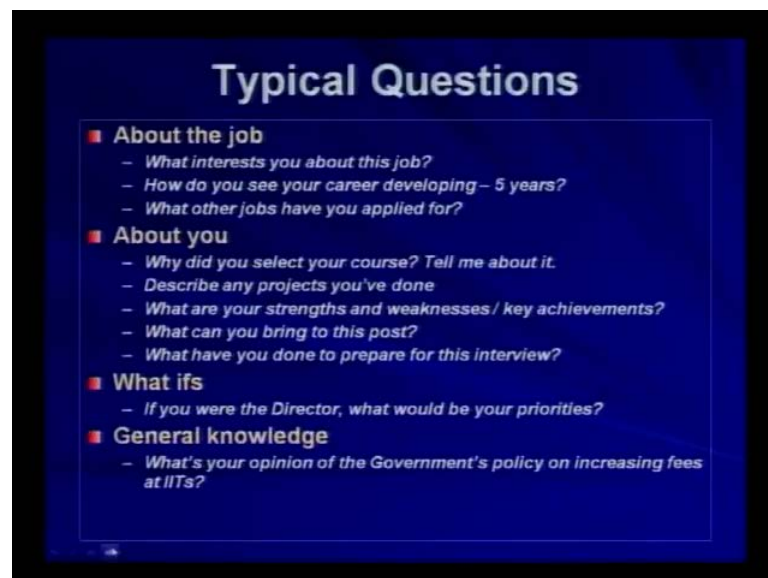 Typical Questions
About the job
– What interests you about this job?
– How do you see your career developing – 5 years?
– What other jobs have you applied for?
About you
– Why did you select your course? Tell me about it.
– Describe any projects you've done
– What are your strengths and weaknesses / key achievements?
– What can you bring to this post?
– What have you done to prepare for this interview?
What ifs
– If you were the Director, what would be your priorities?
General knowledge
– What's your opinion of the Government's policy on increasing fees
at IITs?